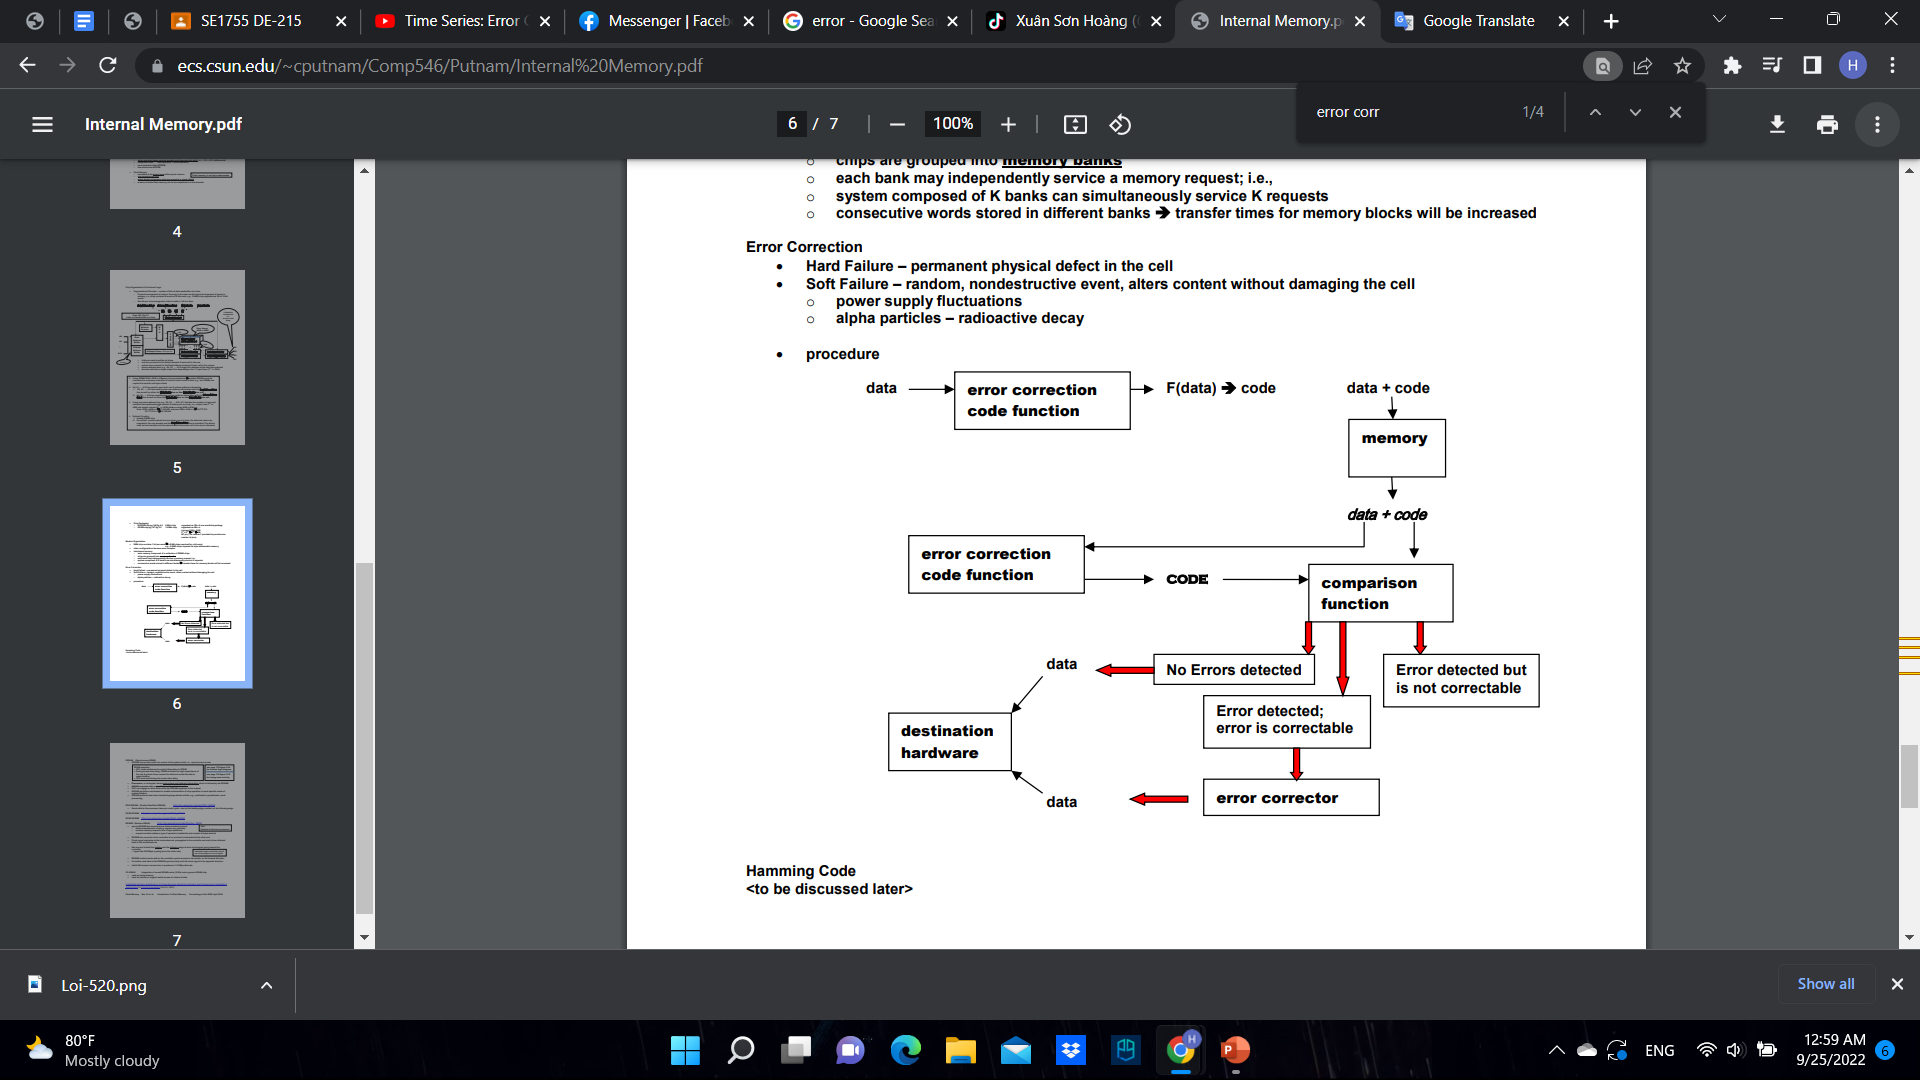 SE1755 DE-215
Time Series: Error C
Messenger | Faceb
error - Google Sea
Xuân Sơn Hoàng (
Internal Memory.p
Google Translate
ecs.csun.edu/~cputnam/Comp546/Putnam/Internal%20Memory.pdf
H
error corr
1/4
Internal Memory.pdf
6 / 7
100%
4
5
6
7
chips are grouped into memory banks
each bank may independently service a memory request; i.e.,
system composed of K banks can simultaneously service K requests
consecutive words stored in different banks ➔ transfer times for memory blocks will be increased
Error Correction
Hard Failure – permanent physical defect in the cell
Soft Failure – random, nondestructive event, alters content without damaging the cell
power supply fluctuations
alpha particles – radioactive decay
procedure
data
error correction
code function
F(data) ➔ code
data + code
memory
data + code
error correction
code function
CODE
comparison
function
data
No Errors detected
Error detected but
is not correctable
Error detected;
error is correctable
destination
hardware
data
error corrector
Hamming Code
<to be discussed later>
Loi-520.png
Show all
80°F
Mostly cloudy
H
ENG
12:59 AM
9/25/2022
6